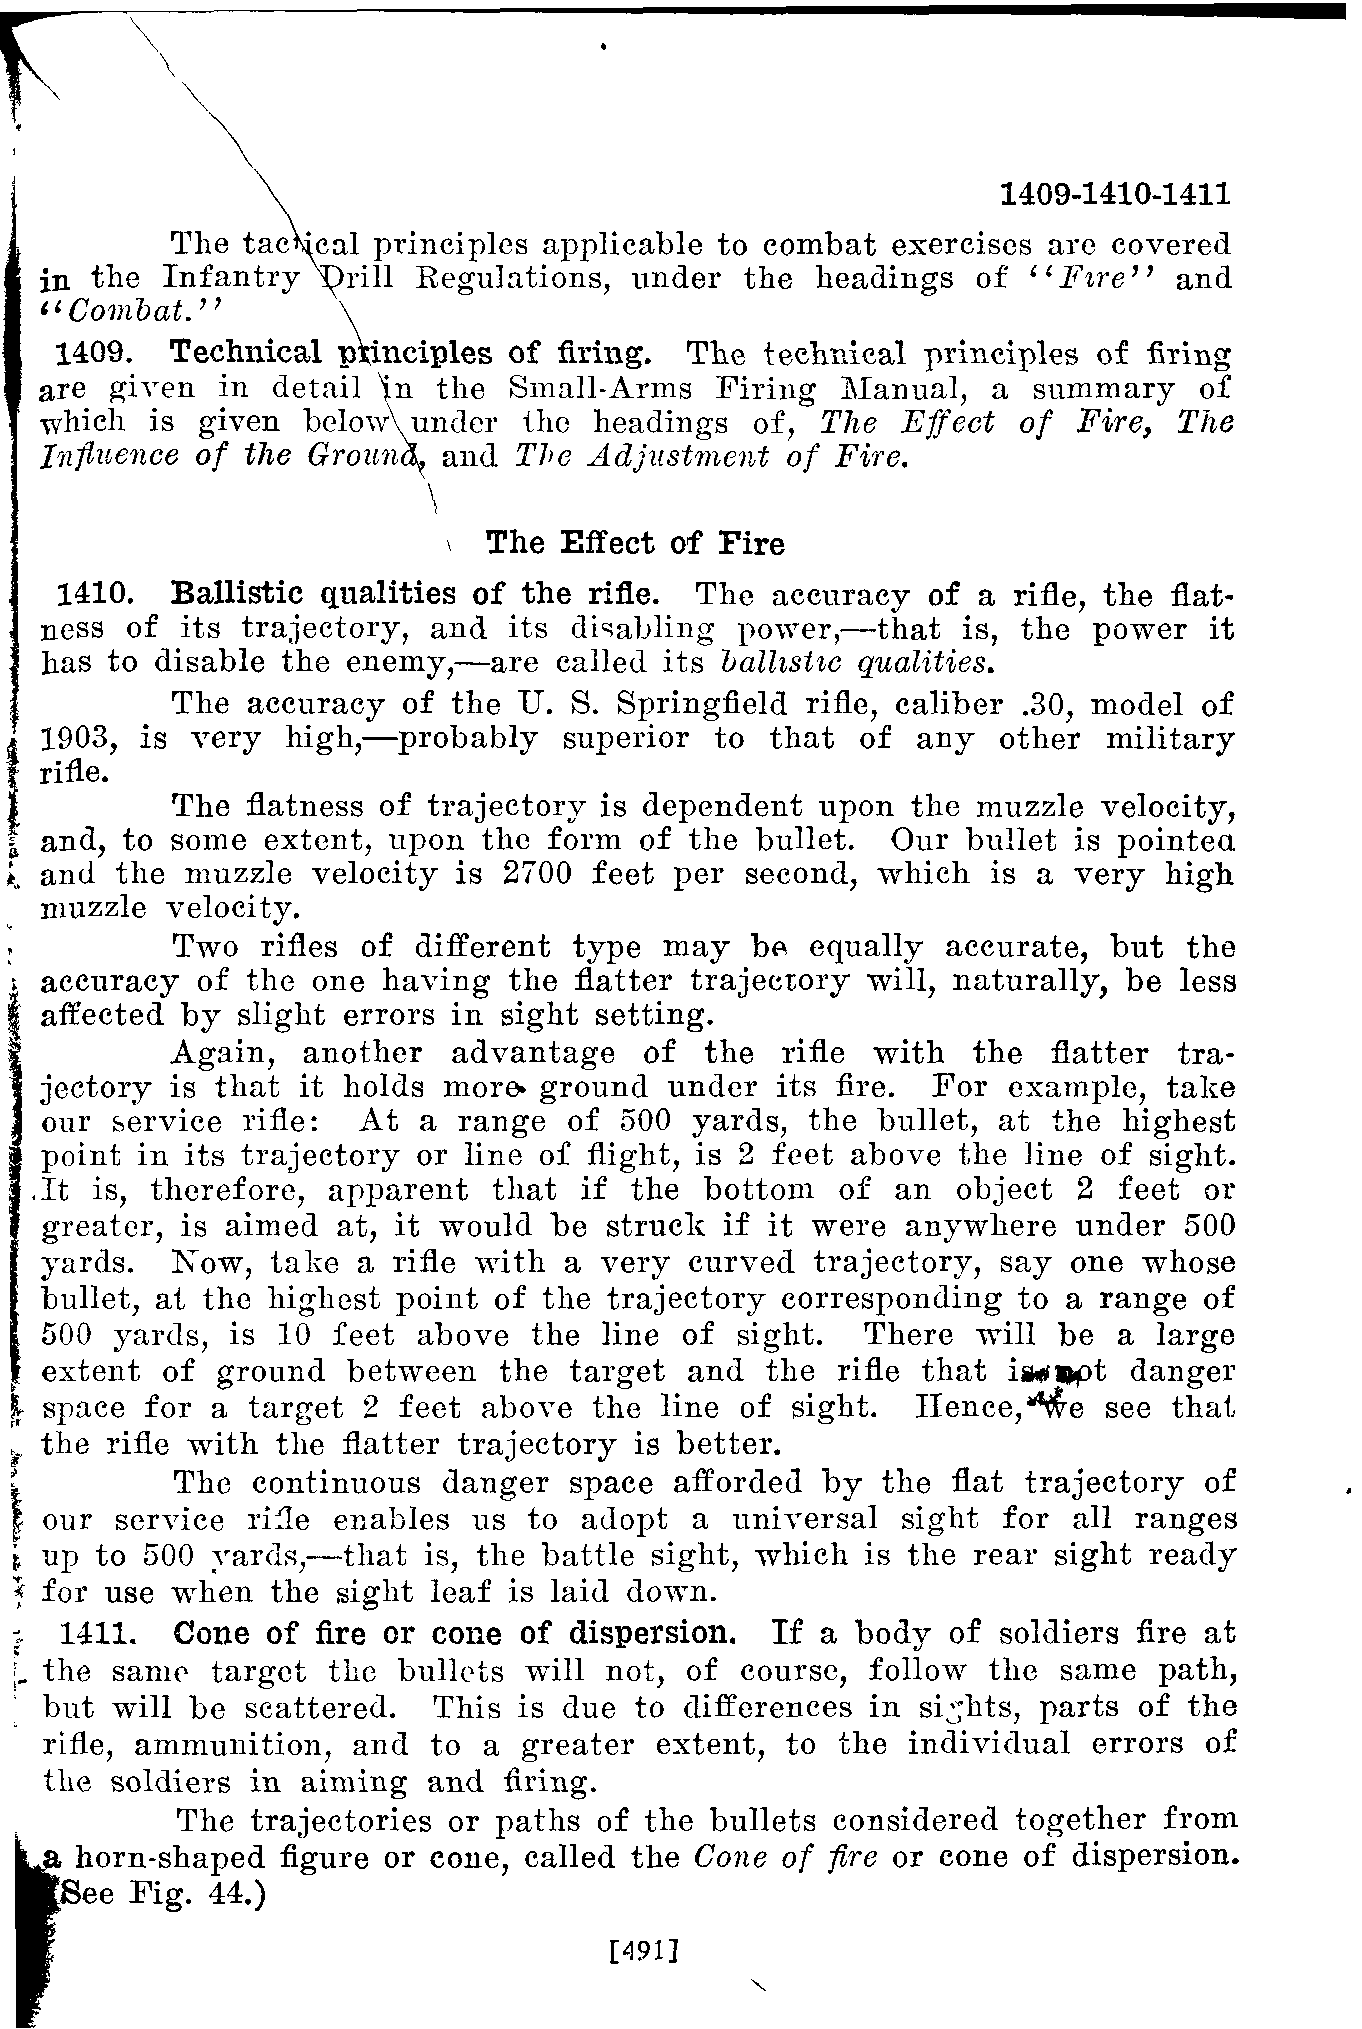 1409-1410-1411
The tactical principles applicable to combat exercises are covered
in the Infantry Drill Regulations, under the headings of "Fire" and
"Combat."
1409. Technical principles of firing. The technical principles of firing
are given in detail in the Small-Arms Firing Manual, a summary of
which is given below under the headings of, The Effect of Fire, The
Influence of the Ground, and The Adjustment of Fire.
The Effect of Fire
1410. Ballistic qualities of the rifle. The accuracy of a rifle, the flat-
ness of its trajectory, and its disabling power,—that is, the power it
has to disable the enemy,—are called its ballistic qualities.
The accuracy of the U. S. Springfield rifle, caliber .30, model of
1903, is very high,—probably superior to that of any other military
rifle.
The flatness of trajectory is dependent upon the muzzle velocity,
and, to some extent, upon the form of the bullet. Our bullet is pointed
and the muzzle velocity is 2700 feet per second, which is a very high
muzzle velocity.
Two rifles of different type may be equally accurate, but the
accuracy of the one having the flatter trajectory will, naturally, be less
affected by slight errors in sight setting.
Again, another advantage of the rifle with the flatter tra-
jectory is that it holds more ground under its fire. For example, take
our service rifle: At a range of 500 yards, the bullet, at the highest
point in its trajectory or line of flight, is 2 feet above the line of sight.
It is, therefore, apparent that if the bottom of an object 2 feet or
greater, is aimed at, it would be struck if it were anywhere under 500
yards. Now, take a rifle with a very curved trajectory, say one whose
bullet, at the highest point of the trajectory corresponding to a range of
500 yards, is 10 feet above the line of sight. There will be a large
extent of ground between the target and the rifle that is not danger
space for a target 2 feet above the line of sight. Hence, we see that
the rifle with the flatter trajectory is better.
The continuous danger space afforded by the flat trajectory of
our service rifle enables us to adopt a universal sight for all ranges
up to 500 yards,—that is, the battle sight, which is the rear sight ready
for use when the sight leaf is laid down.
1411. Cone of fire or cone of dispersion. If a body of soldiers fire at
the same target the bullets will not, of course, follow the same path,
but will be scattered. This is due to differences in sights, parts of the
rifle, ammunition, and to a greater extent, to the individual errors of
the soldiers in aiming and firing.
The trajectories or paths of the bullets considered together from
a horn-shaped figure or cone, called the Cone of fire or cone of dispersion.
(See Fig. 44.)
[491]